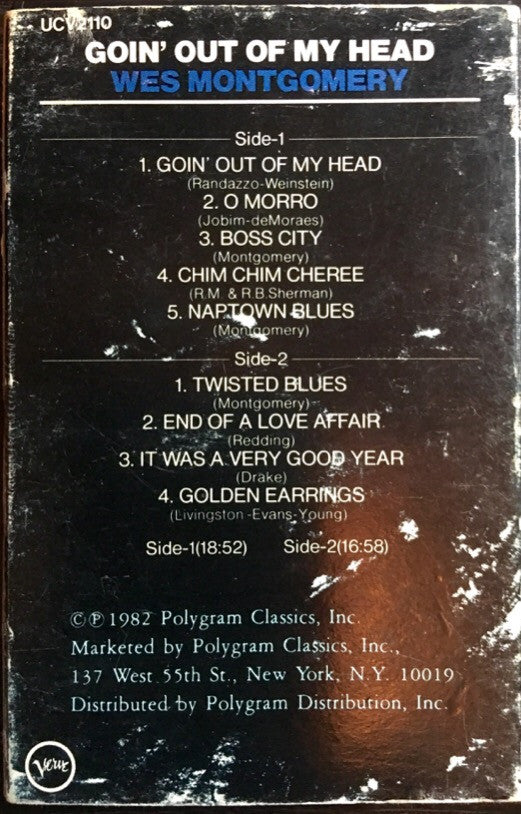 UCV2110
GOIN' OUT OF MY HEAD
WES MONTGOMERY
Side-1
1. GOIN' OUT OF MY HEAD
(Randazzo-Weinstein)
2. O MORRO
(Jobim-deMoraes)
3. BOSS CITY
(Montgomery)
4. CHIM CHIM CHEREE
(R.M. & R.B.Sherman)
5. NAPTOWN BLUES
(Montgomery)
Side-2
1. TWISTED BLUES
(Montgomery)
2. END OF A LOVE AFFAIR
(Redding)
3. IT WAS A VERY GOOD YEAR
(Drake)
4. GOLDEN EARRINGS
(Livingston-Evans-Young)
Side-1(18:52) Side-2(16:58)
© ℗ 1982 Polygram Classics, Inc.
Marketed by Polygram Classics, Inc.,
137 West 55th St., New York, N.Y. 10019
Distributed by Polygram Distribution, Inc.
Verve